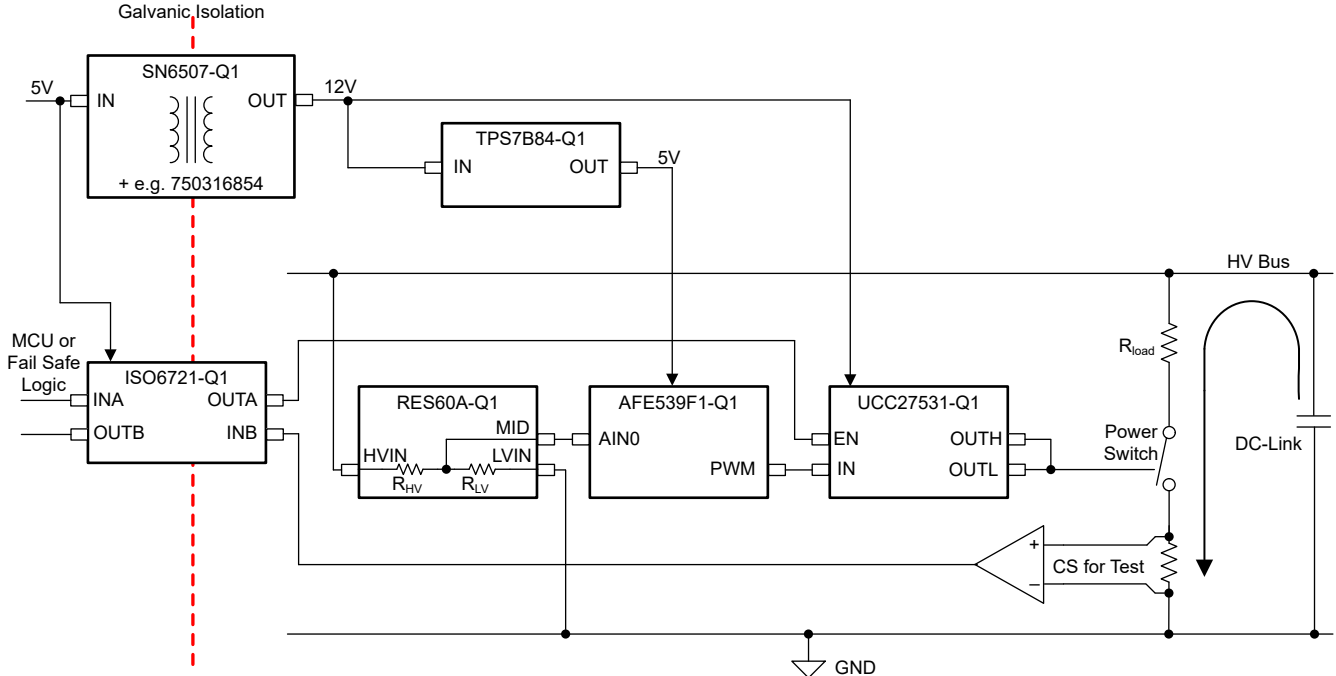 Galvanic Isolation
SN6507-Q1
5V
IN
OUT
12V
+ e.g. 750316854
TPS7B84-Q1
IN
OUT
5V
HV Bus
MCU or
Fail Safe
Logic
ISO6721-Q1
INA
OUTA
OUTB
INB
RES60A-Q1
MID
HVIN
LVIN
RHV
RLV
AFE539F1-Q1
AIN0
PWM
UCC27531-Q1
EN
OUTH
IN
OUTL
Rload
Power
Switch
DC-Link
+
CS for Test
−
GND